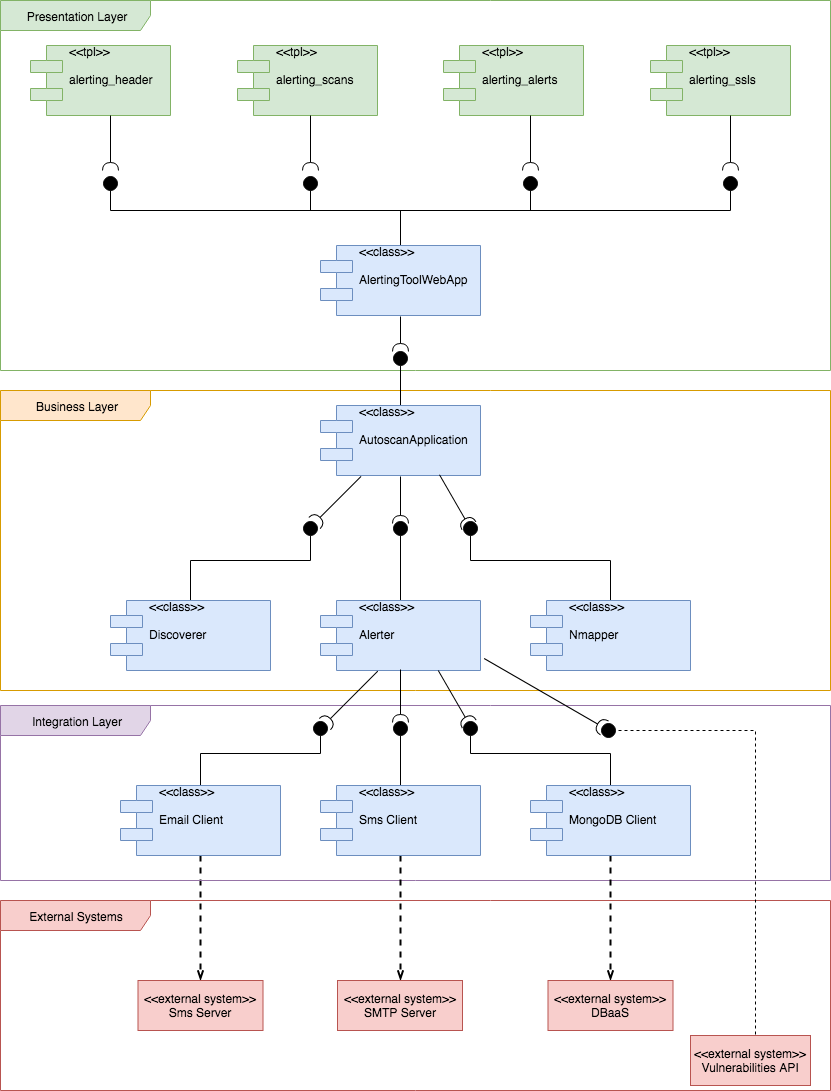 Presentation Layer
<<tpl>>
alerting_header
<<tpl>>
alerting_scans
<<tpl>>
alerting_alerts
<<tpl>>
alerting_ssls
<<class>>
AlertingToolWebApp
Business Layer
<<class>>
AutoscanApplication
<<class>>
Discoverer
<<class>>
Alerter
<<class>>
Nmapper
Integration Layer
<<class>>
Email Client
<<class>>
Sms Client
<<class>>
MongoDB Client
External Systems
<<external system>>
Sms Server
<<external system>>
SMTP Server
<<external system>>
DBaaS
<<external system>>
Vulnerabilities API